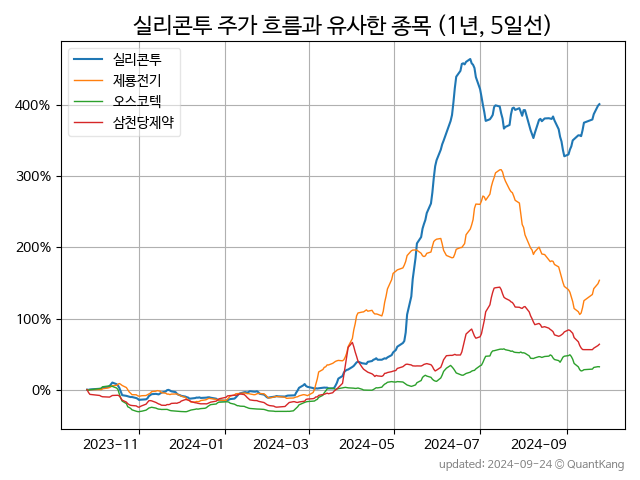 실리콘투 주가 흐름과 유사한 종목 (1년, 5일선)
실리콘투
제룡전기
오스코텍
삼천당제약
400%
300%
200%
100%
0%
2023-11 2024-01 2024-03 2024-05 2024-07 2024-09
updated: 2024-09-24 © QuantKang